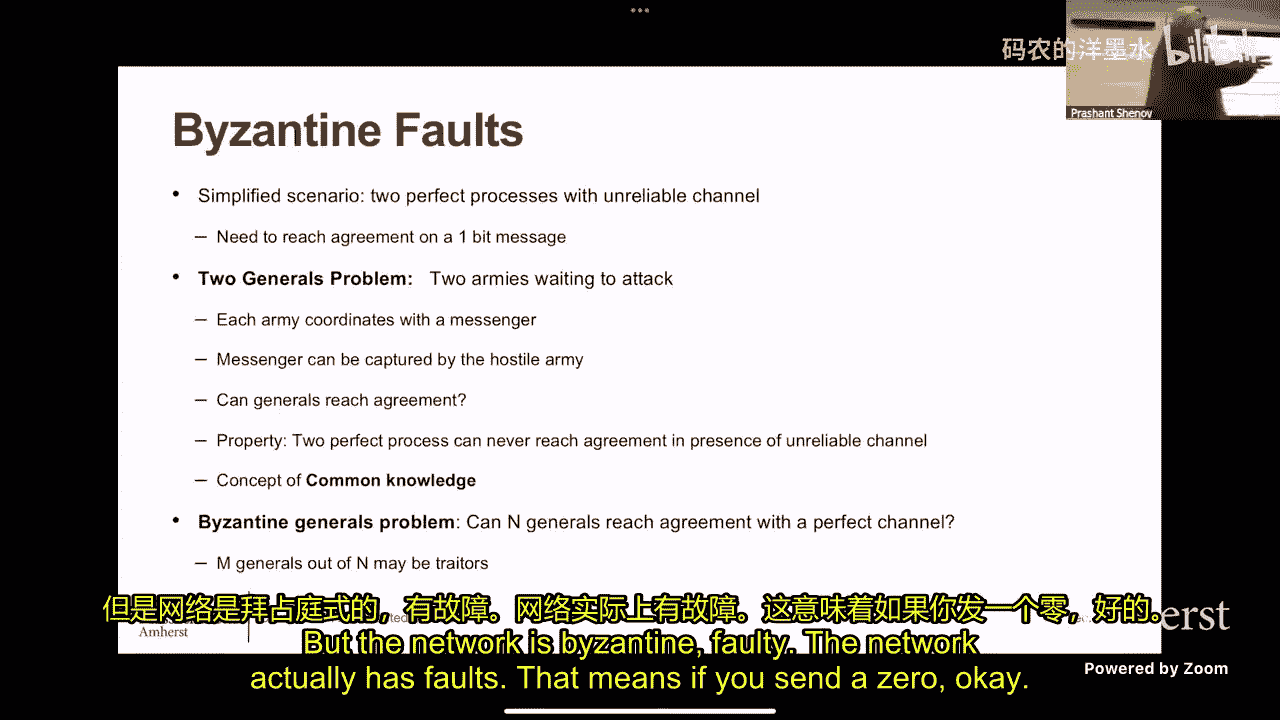 码农的洋墨水 bilibili
Prashant Shenoy
Byzantine Faults
• Simplified scenario: two perfect processes with unreliable channel
– Need to reach agreement on a 1 bit message
• Two Generals Problem: Two armies waiting to attack
– Each army coordinates with a messenger
– Messenger can be captured by the hostile army
– Can generals reach agreement?
– Property: Two perfect process can never reach agreement in presence of unreliable channel
– Concept of Common knowledge
• Byzantine generals problem: Can N generals reach agreement with a perfect channel?
– M generals out of N may be traitors
但是网络是拜占庭式的，有故障。网络实际上有故障。这意味着如果你发一个零，好的。
Amherst
But the network is byzantine, faulty. The network
actually has faults. That means if you send a zero, okay.
Powered by Zoom